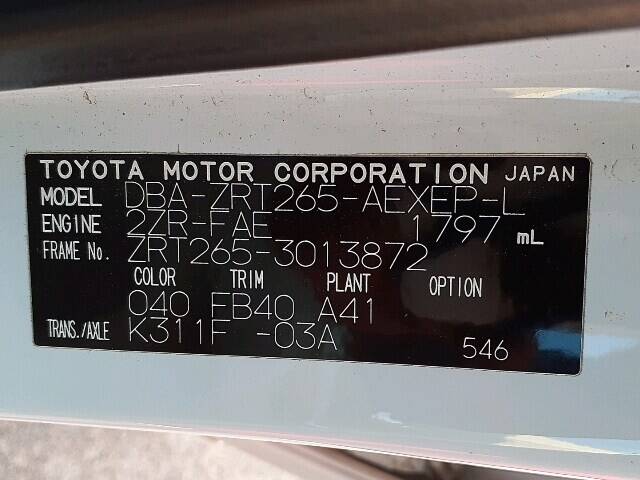 TOYOTA MOTOR CORPORATION JAPAN
MODEL DBA-ZRT265-AEXEP-L
ENGINE 2ZR-FAE 1797 mL
FRAME No. ZRT265-3013872
COLOR TRIM PLANT OPTION
040 FB40 A41
TRANS./AXLE K311F -03A
546